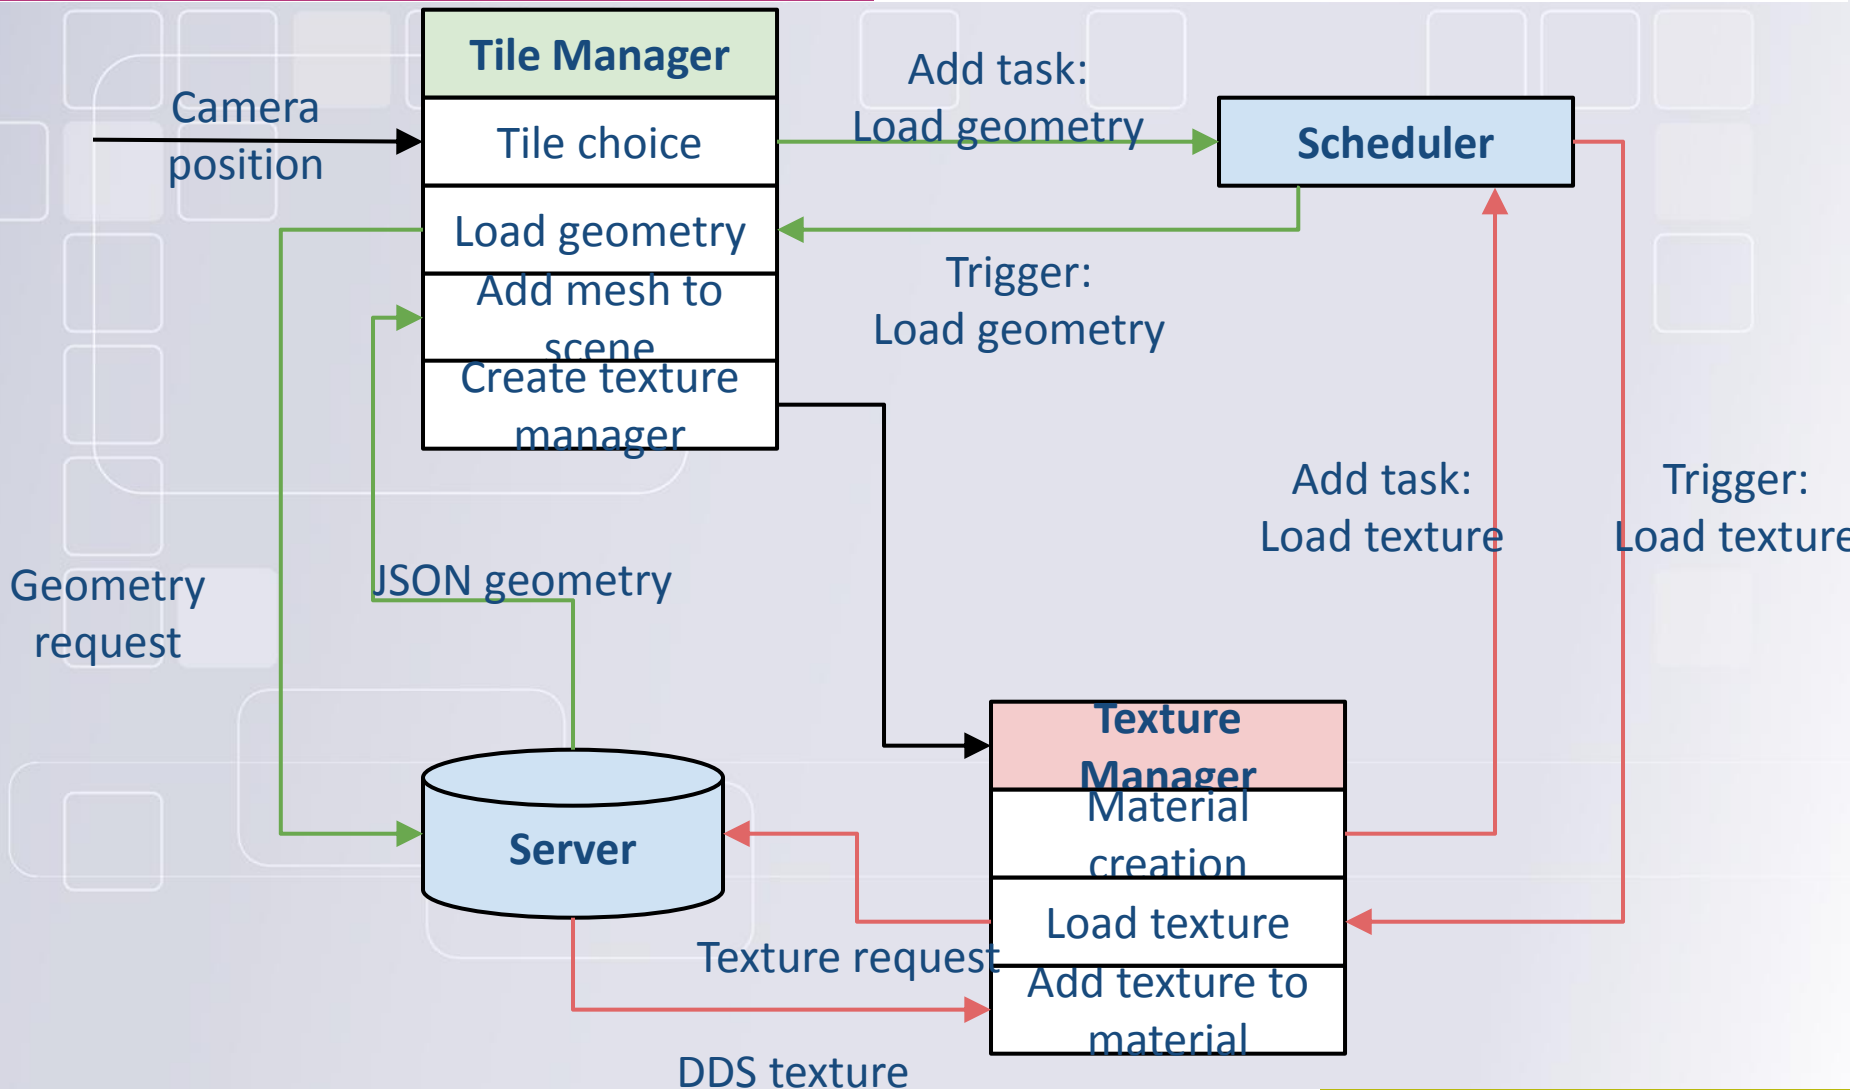 Tile Manager
Camera
position
Tile choice
Add task:
Load geometry
Scheduler
Load geometry
Trigger:
Load geometry
Add mesh to
scene
Create texture
manager
Add task:
Load texture
Trigger:
Load texture
Geometry
request
JSON geometry
Server
Texture
Manager
Material
creation
Load texture
Texture request
Add texture to
material
DDS texture